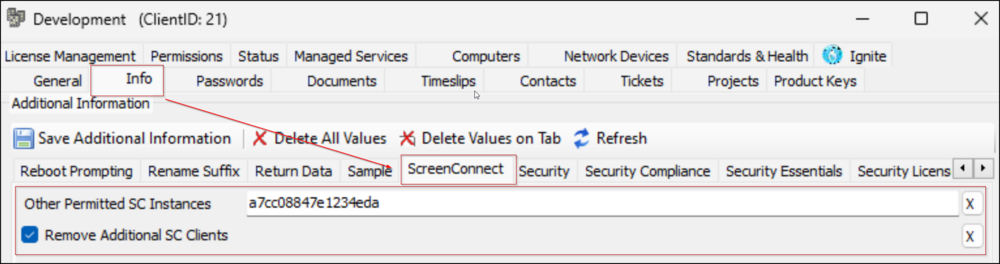 Development (ClientID: 21)
License Management Permissions Status Managed Services Computers Network Devices Standards & Health Ignite
General Info Passwords Documents Timeslips Contacts Tickets Projects Product Keys
Additional Information
Save Additional Information Delete All Values Delete Values on Tab Refresh
Reboot Prompting Rename Suffix Return Data Sample ScreenConnect Security Security Compliance Security Essentials Security Licens
Other Permitted SC Instances a7cc08847e1234eda X
Remove Additional SC Clients X